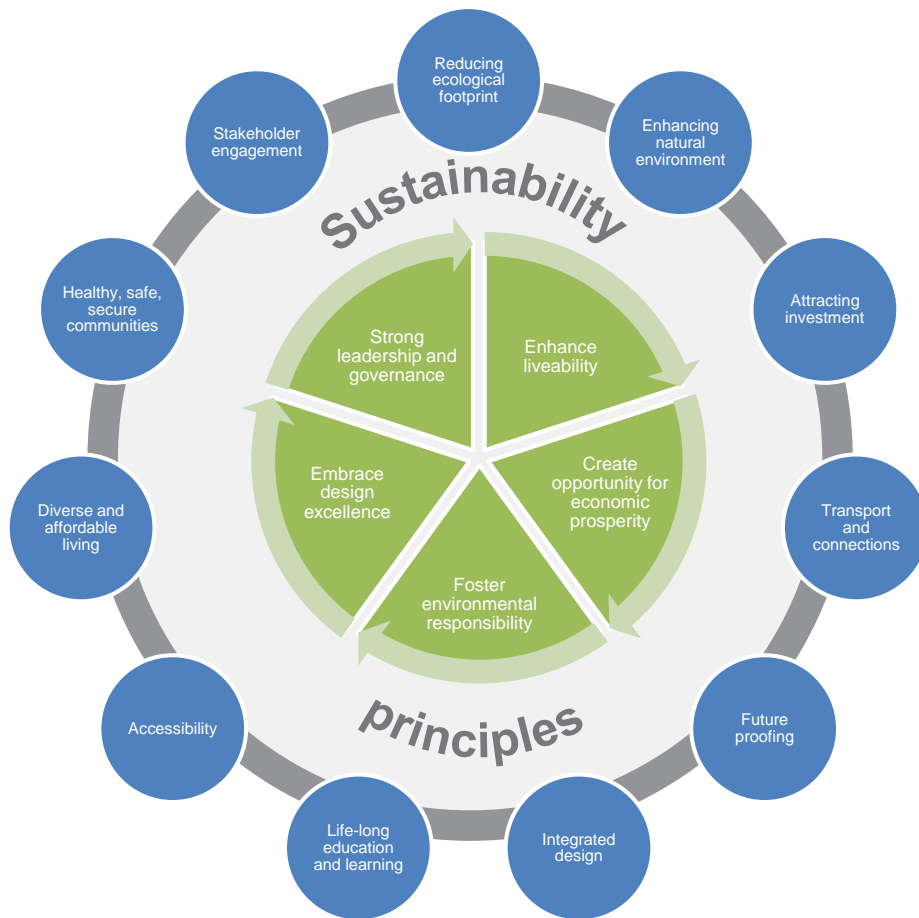 Reducing
ecological
footprint
Enhancing
natural
environment
Attracting
investment
Transport
and
connections
Future
proofing
Integrated
design
Life-long
education
and learning
Accessibility
Diverse and
affordable
living
Healthy, safe,
secure
communities
Stakeholder
engagement
Sustainability
Strong
leadership and
governance
Enhance
liveability
Create
opportunity for
economic
prosperity
Foster
environmental
responsibility
Embrace
design
excellence
principles